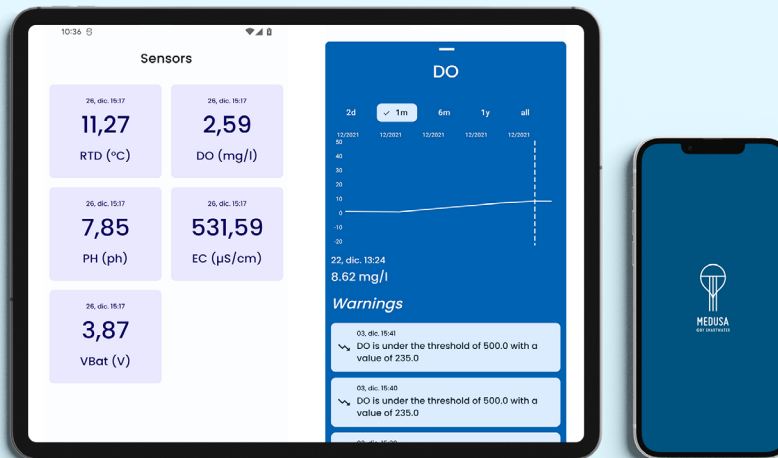 10:36
Sensors
26, dic. 15:17
11,27
RTD (°C)
26, dic. 15:17
2,59
DO (mg/l)
26, dic. 15:17
7,85
PH (ph)
26, dic. 15:17
531,59
EC (µS/cm)
26, dic. 15:17
3,87
VBat (V)
DO
2d ✓ 1m 6m 1y all
12/2021 12/2021 12/2021 12/2021 12/2021
50
40
30
20
10
0
-10
-20
22, dic. 13:24
8.62 mg/l
Warnings
03, dic. 15:41
DO is under the threshold of 500.0 with a
value of 235.0
03, dic. 15:40
DO is under the threshold of 500.0 with a
value of 235.0
MEDUSA
BY SMARTWATER